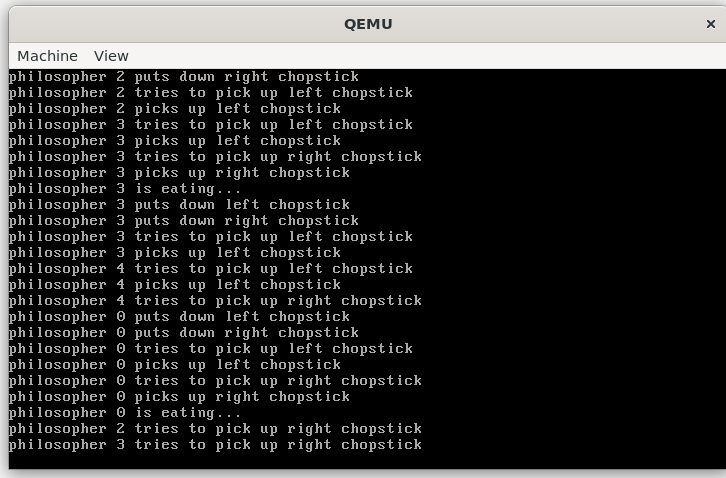 QEMU
×
Machine View
philosopher 2 puts down right chopstick
philosopher 2 tries to pick up left chopstick
philosopher 2 picks up left chopstick
philosopher 3 tries to pick up left chopstick
philosopher 3 picks up left chopstick
philosopher 3 tries to pick up right chopstick
philosopher 3 picks up right chopstick
philosopher 3 is eating...
philosopher 3 puts down left chopstick
philosopher 3 puts down right chopstick
philosopher 3 tries to pick up left chopstick
philosopher 3 picks up left chopstick
philosopher 4 tries to pick up left chopstick
philosopher 4 picks up left chopstick
philosopher 4 tries to pick up right chopstick
philosopher 0 puts down left chopstick
philosopher 0 puts down right chopstick
philosopher 0 tries to pick up left chopstick
philosopher 0 picks up left chopstick
philosopher 0 tries to pick up right chopstick
philosopher 0 picks up right chopstick
philosopher 0 is eating...
philosopher 2 tries to pick up right chopstick
philosopher 3 tries to pick up right chopstick